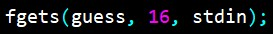 fgets(guess, 16, stdin);